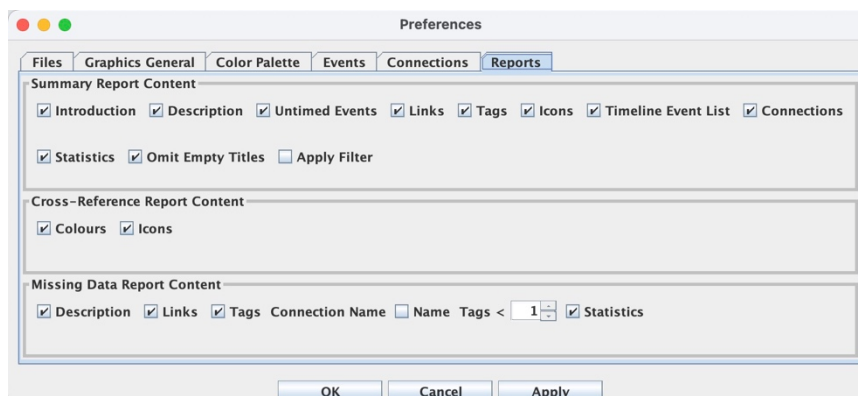 Preferences
Files Graphics General Color Palette Events Connections Reports
Summary Report Content
Introduction Description Untimed Events Links Tags Icons Timeline Event List Connections
Statistics Omit Empty Titles Apply Filter
Cross-Reference Report Content
Colours Icons
Missing Data Report Content
Description Links Tags Connection Name Name Tags < 1 Statistics
OK Cancel Apply